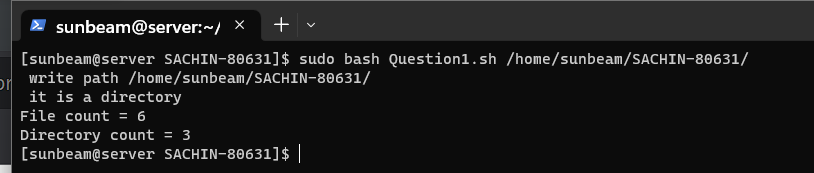 sunbeam@server:~/
[sunbeam@server SACHIN-80631]$ sudo bash Question1.sh /home/sunbeam/SACHIN-80631/
 write path /home/sunbeam/SACHIN-80631/
 it is a directory
File count = 6
Directory count = 3
[sunbeam@server SACHIN-80631]$